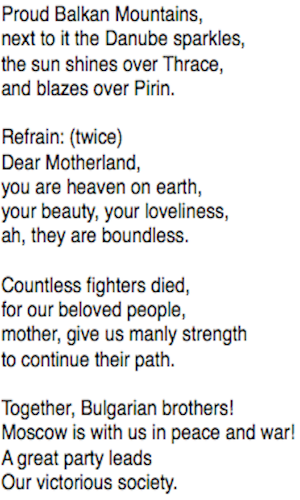 Proud Balkan Mountains,
next to it the Danube sparkles,
the sun shines over Thrace,
and blazes over Pirin.

Refrain: (twice)
Dear Motherland,
you are heaven on earth,
your beauty, your loveliness,
ah, they are boundless.

Countless fighters died,
for our beloved people,
mother, give us manly strength
to continue their path.

Together, Bulgarian brothers!
Moscow is with us in peace and war!
A great party leads
Our victorious society.